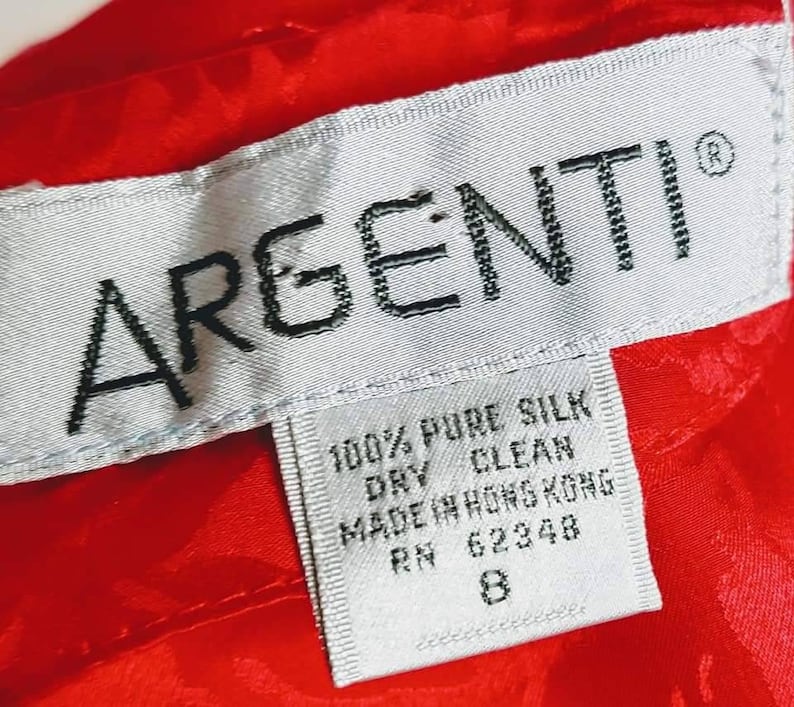 ARGENTI®
100% PURE SILK
DRY CLEAN
MADE IN HONG KONG
RN 62348
8